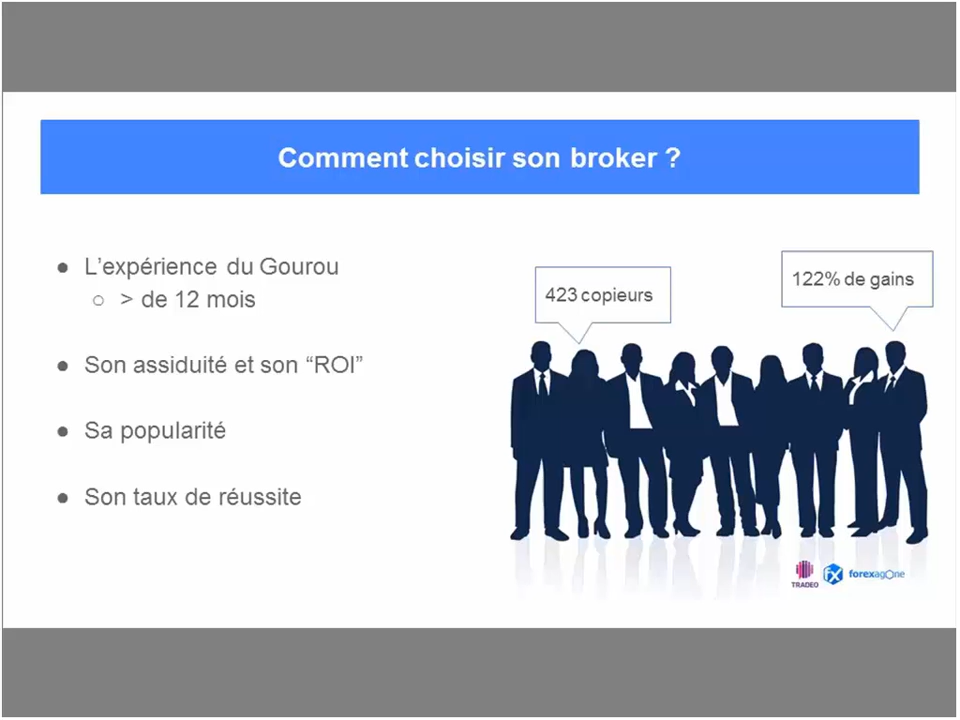 Comment choisir son broker ?
● L’expérience du Gourou
○ > de 12 mois
● Son assiduité et son “ROI”
● Sa popularité
● Son taux de réussite
423 copieurs
122% de gains
TRADEO
fx forexagone